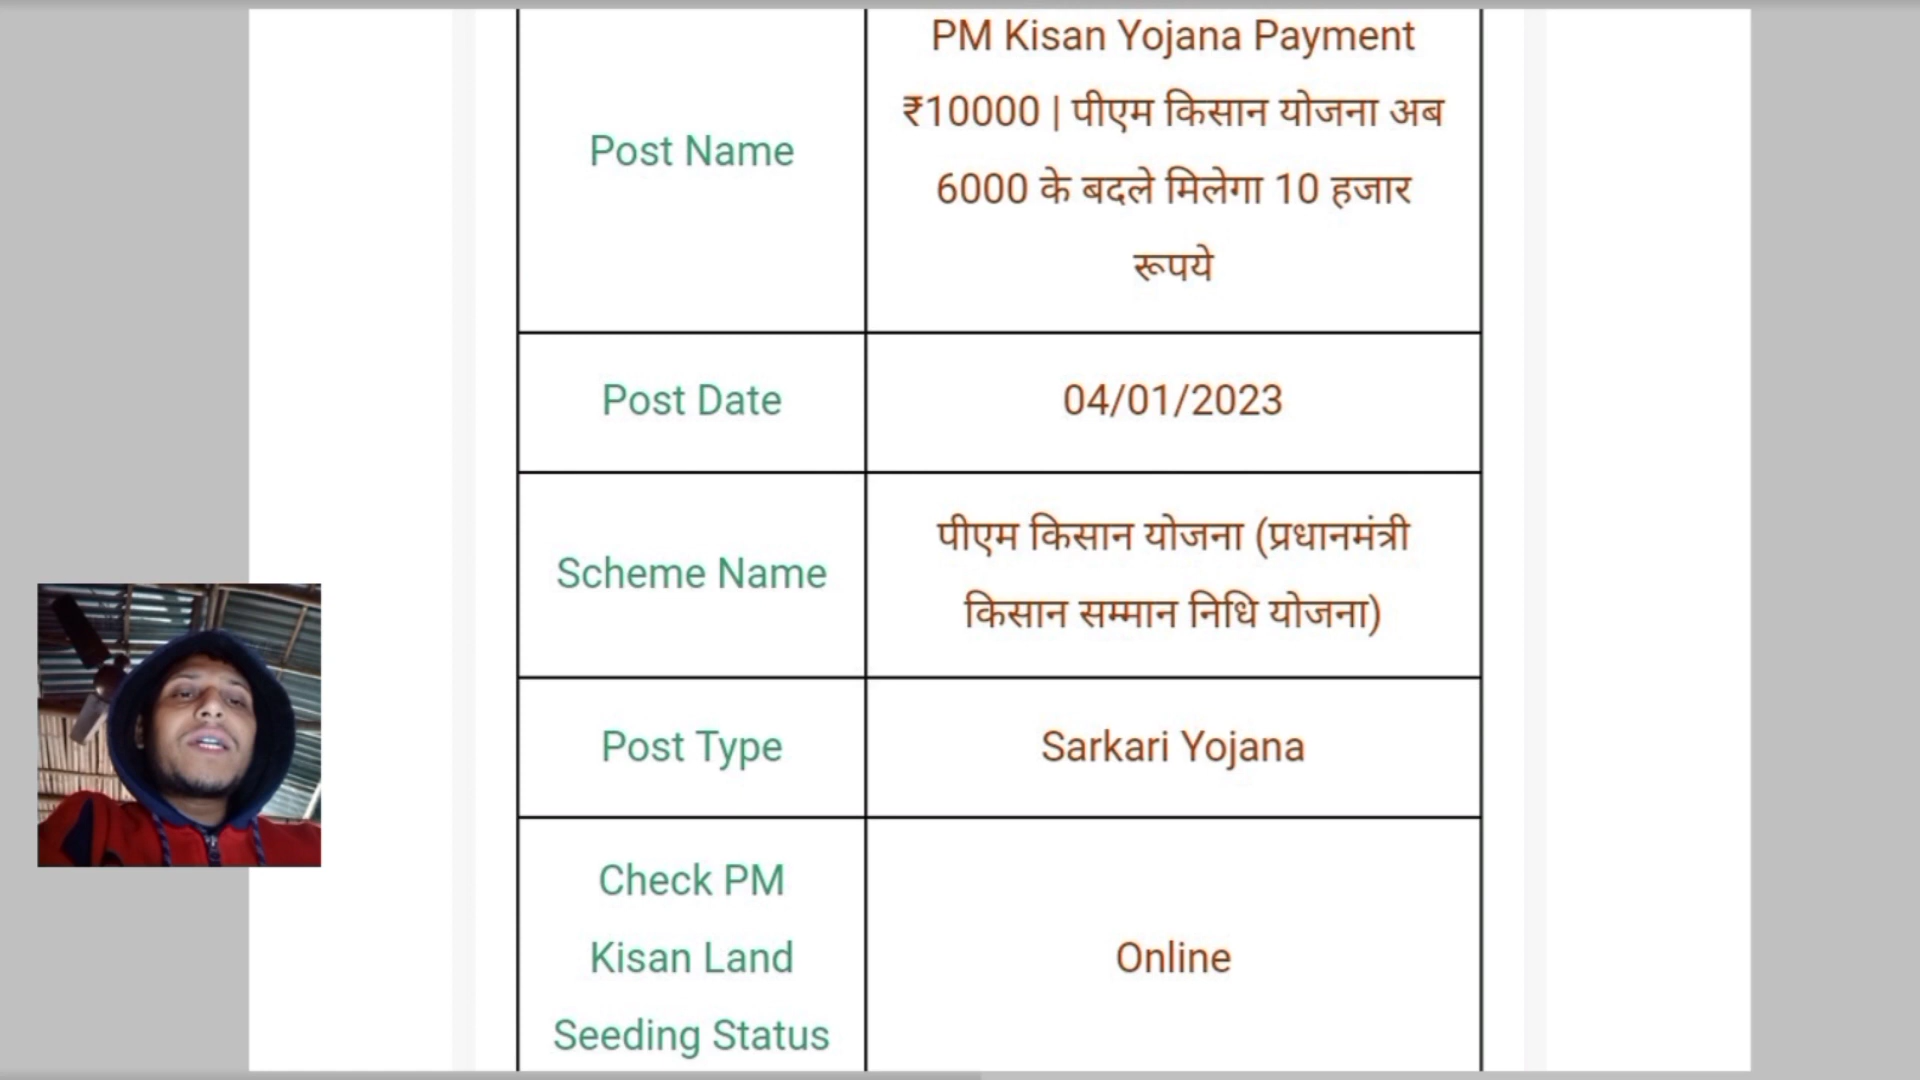 PM Kisan Yojana Payment
₹10000 | पीएम किसान योजना अब
6000 के बदले मिलेगा 10 हजार
रूपये
Post Name
Post Date
04/01/2023
Scheme Name
पीएम किसान योजना (प्रधानमंत्री
किसान सम्मान निधि योजना)
Post Type
Sarkari Yojana
Check PM
Kisan Land
Seeding Status
Online